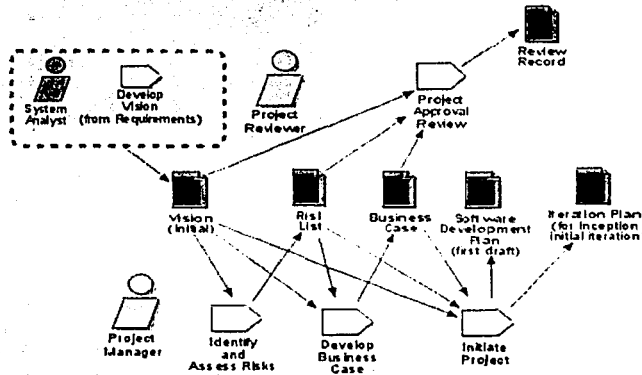 Review
Record
System
Analyst
Develop
Vision
(from Requirements)
Project
Reviewer
Project
Approval
Review
Vision
(Initial)
Risl
List
Business
Case
Software
Development
Plan
(first draft)
Iteration Plan
(for Inception
Initial iteration
Project
Manager
Identify
and
Assess Risks
Develop
Business
Case
Initiate
Project